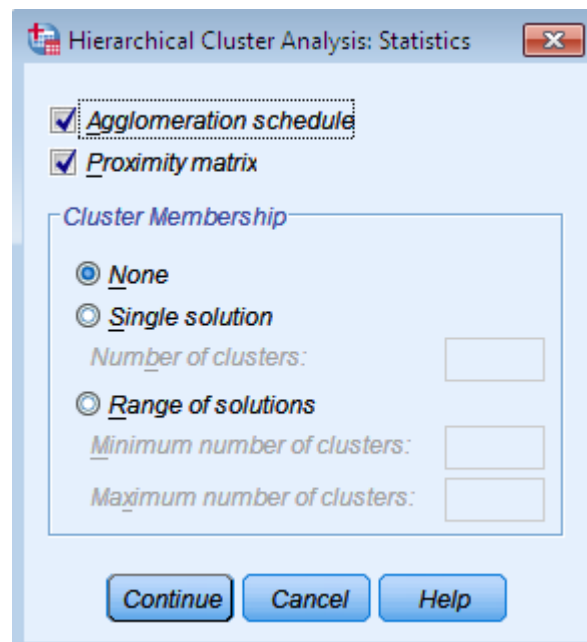 Hierarchical Cluster Analysis: Statistics
Agglomeration schedule
Proximity matrix
Cluster Membership
None
Single solution
Number of clusters:
Range of solutions
Minimum number of clusters:
Maximum number of clusters:
Continue Cancel Help